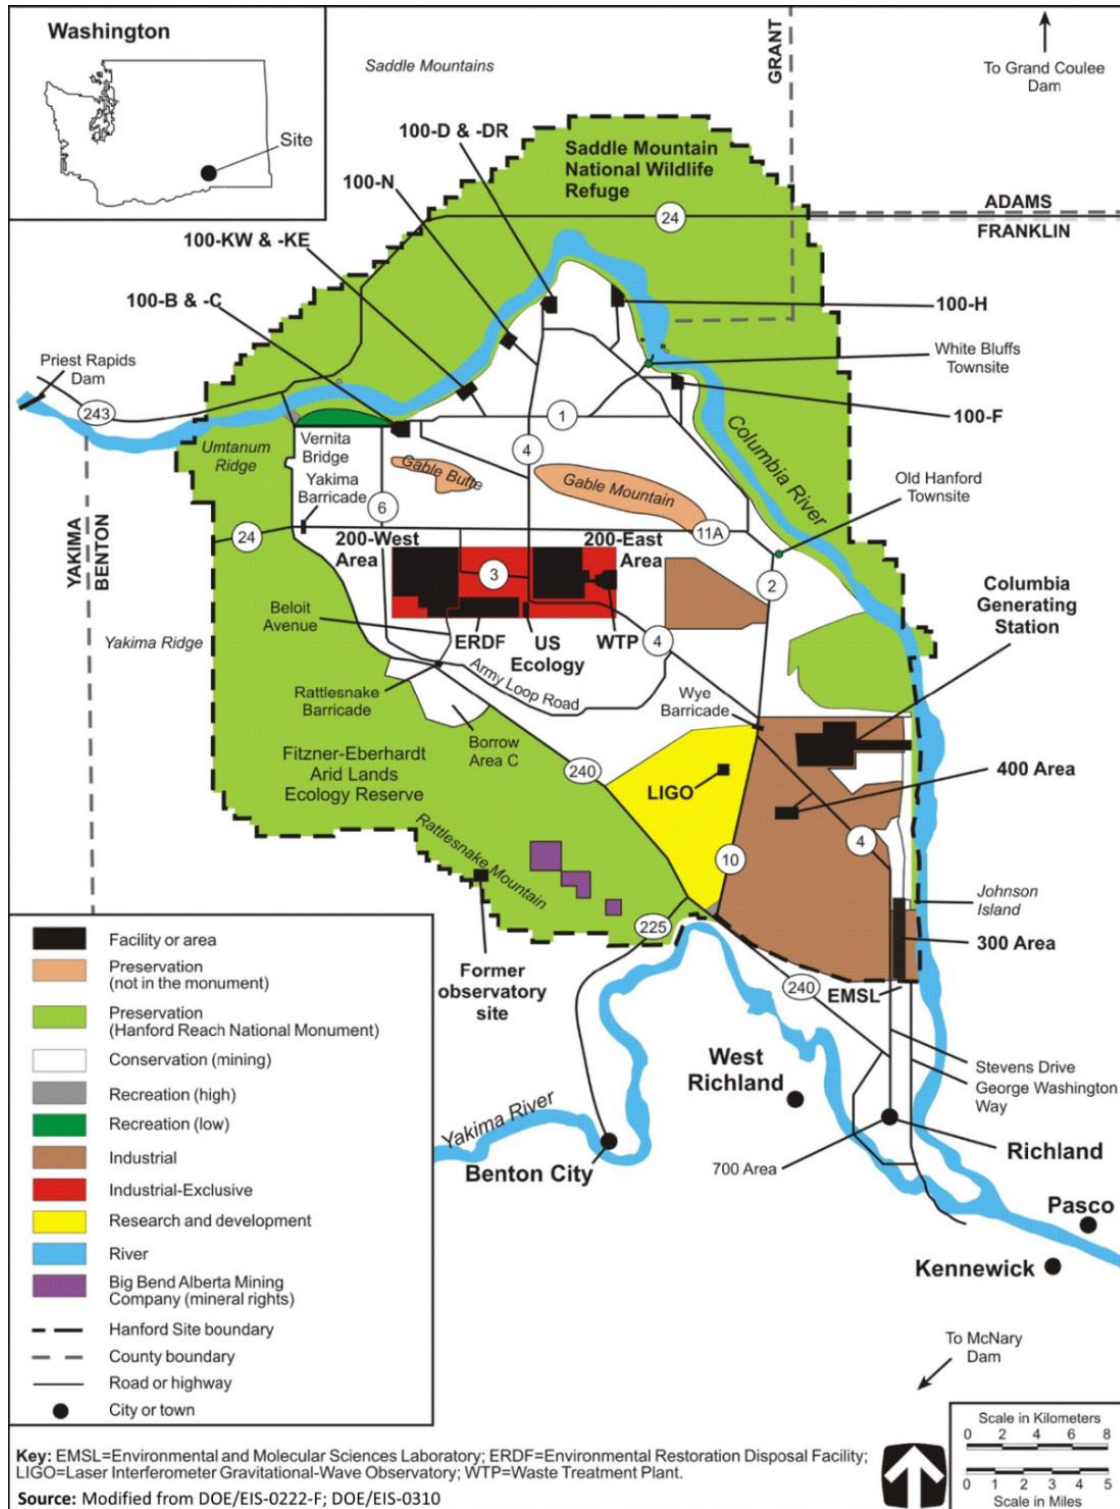 Washington
Site
Saddle Mountains
GRANT
To Grand Coulee
Dam
100-D & -DR
Saddle Mountain
National Wildlife
Refuge
100-N
24
ADAMS
FRANKLIN
100-KW & -KE
100-B & -C
100-H
Priest Rapids
Dam
243
White Bluffs
Townsite
100-F
1
Columbia River
Umtanum
Ridge
Vernita
Bridge
4
Gable Butte
Gable Mountain
Yakima
Barricade
6
Old Hanford
Townsite
24
11A
YAKIMA
BENTON
200-West
Area
200-East
Area
3
2
Columbia
Generating
Station
Beloit
Avenue
ERDF
US
Ecology
WTP
4
Yakima Ridge
Army Loop Road
Rattlesnake
Barricade
Wye
Barricade
Borrow
Area C
Fitzner-Eberhardt
Arid Lands
Ecology Reserve
240
LIGO
400 Area
Rattlesnake Mountain
10
4
Johnson
Island
225
300 Area
Former
observatory
site
240
EMSL
West
Richland
Stevens Drive
George Washington
Way
Yakima River
Benton City
700 Area
Richland
Pasco
Kennewick
To McNary
Dam
Facility or area
Preservation
(not in the monument)
Preservation
(Hanford Reach National Monument)
Conservation (mining)
Recreation (high)
Recreation (low)
Industrial
Industrial-Exclusive
Research and development
River
Big Bend Alberta Mining
Company (mineral rights)
Hanford Site boundary
County boundary
Road or highway
City or town
Scale in Kilometers
0 2 4 6 8
0 1 2 3 4 5
Scale in Miles
Key: EMSL=Environmental and Molecular Sciences Laboratory; ERDF=Environmental Restoration Disposal Facility;
LIGO=Laser Interferometer Gravitational-Wave Observatory; WTP=Waste Treatment Plant.
Source: Modified from DOE/EIS-0222-F; DOE/EIS-0310